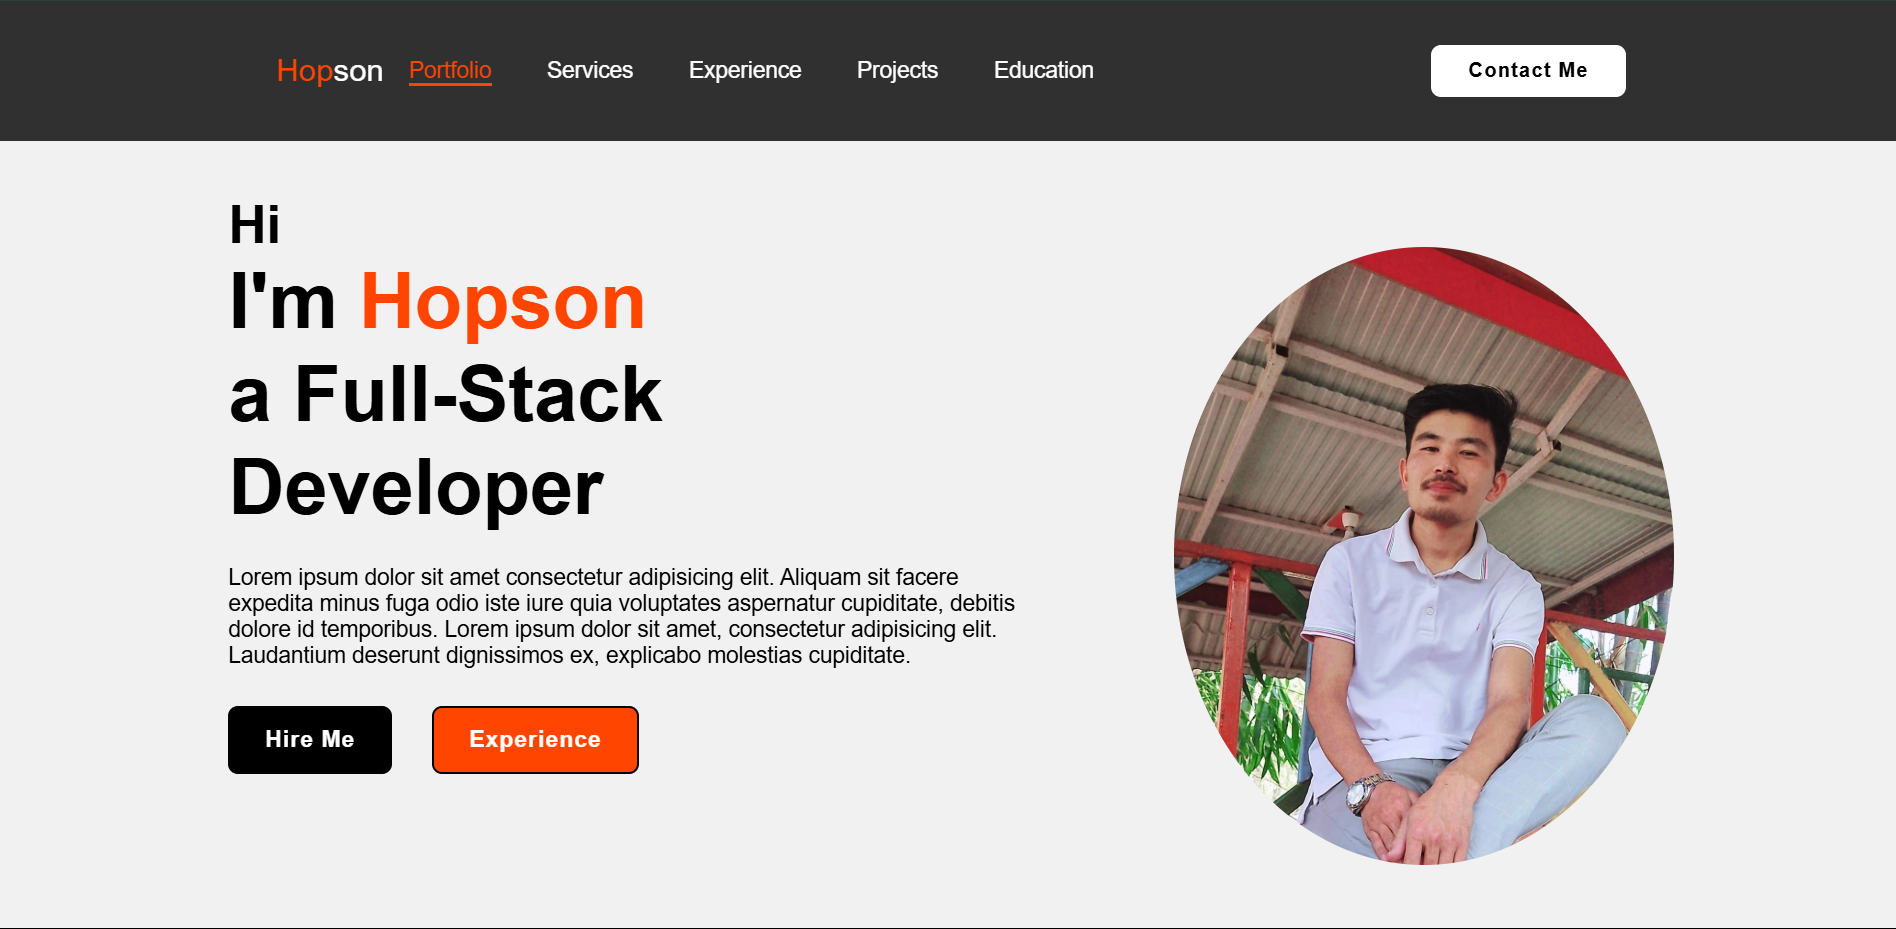 Hopson Portfolio Services Experience Projects Education Contact Me
Hi
I'm Hopson
a Full-Stack
Developer
Lorem ipsum dolor sit amet consectetur adipisicing elit. Aliquam sit facere
expedita minus fuga odio iste iure quia voluptates aspernatur cupiditate, debitis
dolore id temporibus. Lorem ipsum dolor sit amet, consectetur adipisicing elit.
Laudantium deserunt dignissimos ex, explicabo molestias cupiditate.
Hire Me Experience